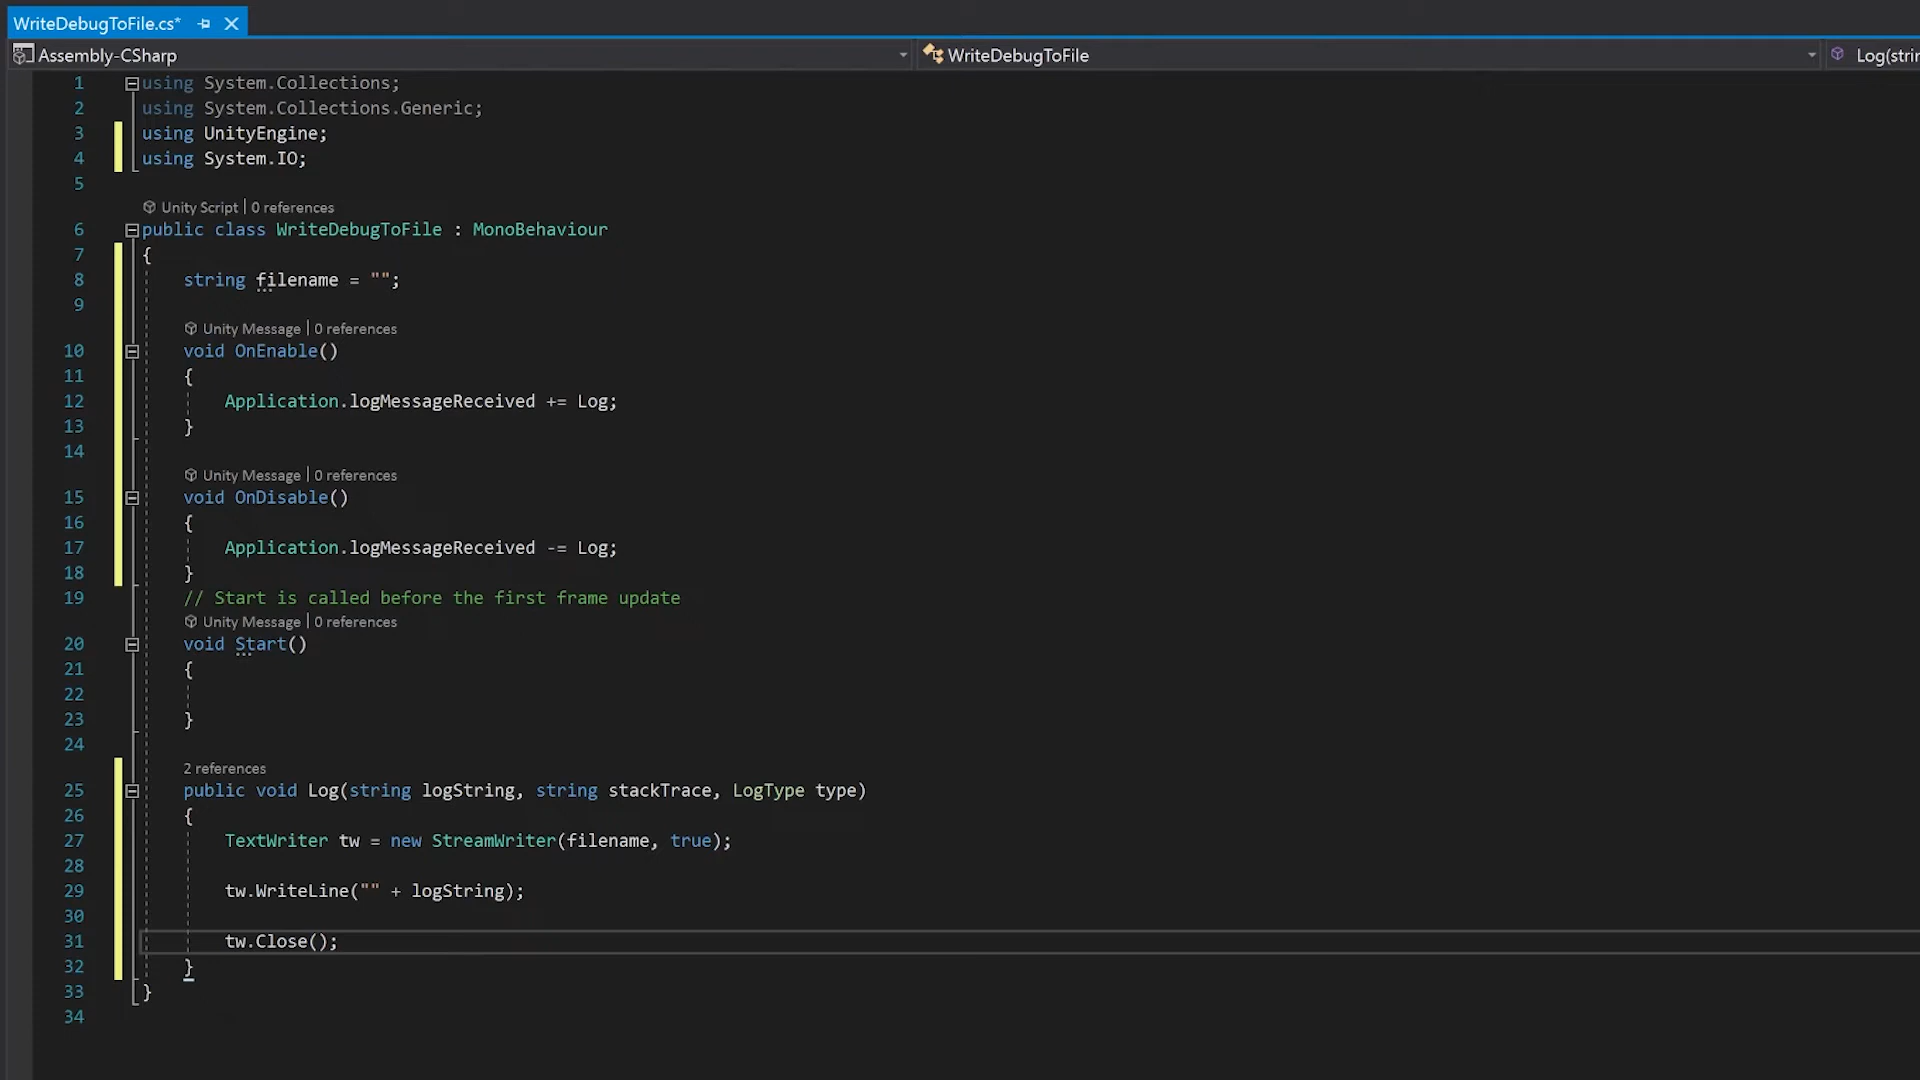 WriteDebugToFile.cs*
Assembly-CSharp
WriteDebugToFile
Log(strin
1 using System.Collections;
2 using System.Collections.Generic;
3 using UnityEngine;
4 using System.IO;
5
Unity Script | 0 references
6 public class WriteDebugToFile : MonoBehaviour
7 {
8 string filename = "";
9
Unity Message | 0 references
10 void OnEnable()
11 {
12 Application.logMessageReceived += Log;
13 }
14
Unity Message | 0 references
15 void OnDisable()
16 {
17 Application.logMessageReceived -= Log;
18 }
19 // Start is called before the first frame update
Unity Message | 0 references
20 void Start()
21 {
22
23 }
24
2 references
25 public void Log(string logString, string stackTrace, LogType type)
26 {
27 TextWriter tw = new StreamWriter(filename, true);
28
29 tw.WriteLine("" + logString);
30
31 tw.Close();
32 }
33 }
34